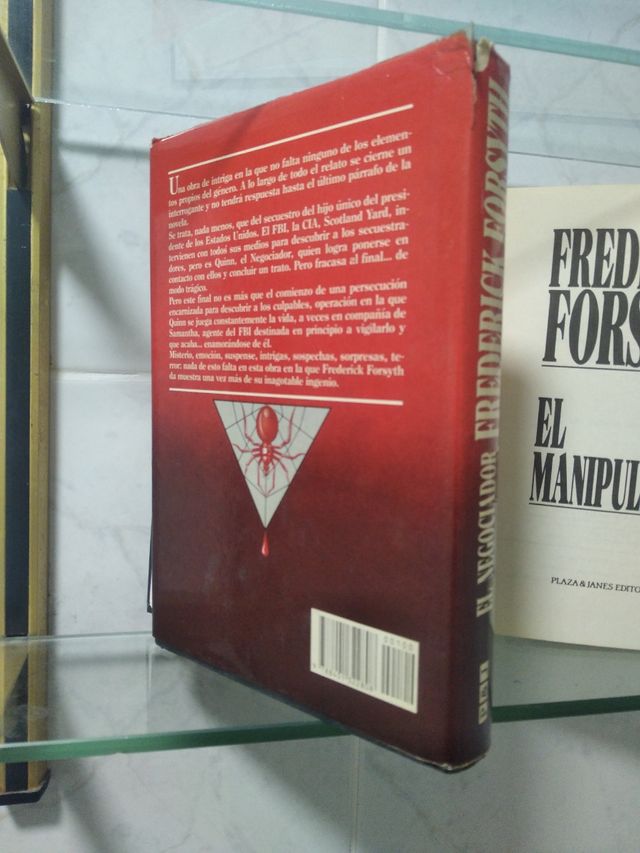 Una obra de intriga en la que no falta ninguno de los elemen-
tos propios del género. A lo largo de todo el relato se cierne un
interrogante y no tendrá respuesta hasta el último párrafo de la
novela.
Se trata, nada menos, que del secuestro del hijo único del presi-
dente de los Estados Unidos. El FBI, la CIA, Scotland Yard, in-
tervienen con todos sus medios para descubrir a los secuestra-
dores, pero es Quinn, el Negociador, quien logra ponerse en
contacto con ellos y concluir un trato. Pero fracasa al final... de
modo trágico.
Pero este final no es más que el comienzo de una persecución
encarnizada para descubrir a los culpables, operación en la que
Quinn se juega constantemente la vida, a veces en compañía de
Samantha, agente del FBI destinada en principio a vigilarlo y
que acaba... enamorándose de él.
Misterio, emoción, suspense, intrigas, sospechas, sorpresas, te-
rror; nada de esto falta en esta obra en la que Frederick Forsyth
da muestra una vez más de su inagotable ingenio.
EL NEGOCIADOR FREDERICK FORSYTH
FRED
FORS
EL
MANIPUL
PLAZA & JANES EDITO